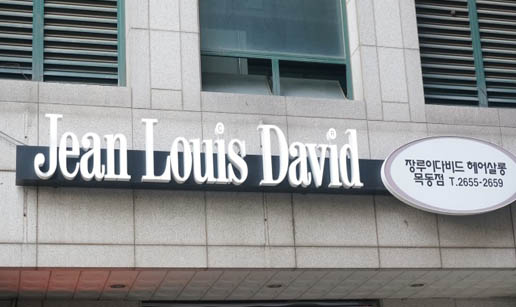 Jean Louis David
장루이다비드 헤어살롱
목동점 T.2655-2659